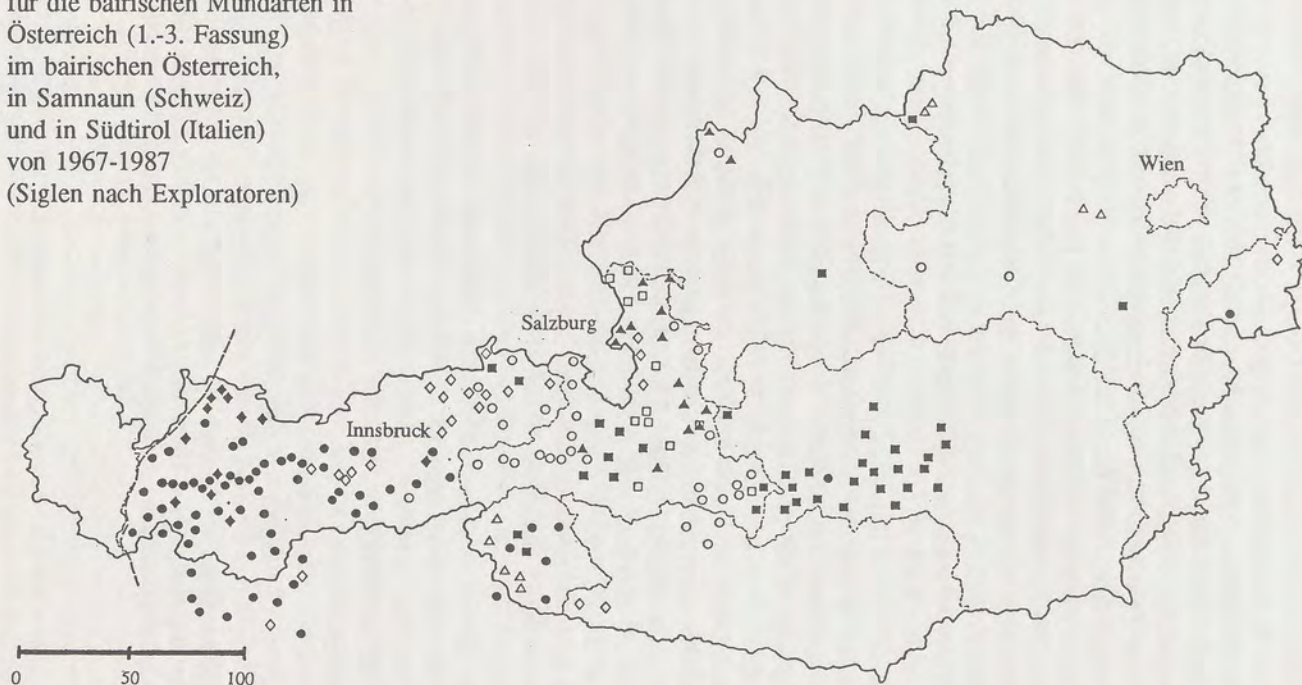 für die bairischen Mundarten in
Österreich (1.-3. Fassung)
im bairischen Österreich,
in Samnaun (Schweiz)
und in Südtirol (Italien)
von 1967-1987
(Siglen nach Exploratoren)
Wien
Salzburg
Innsbruck
0 50 100